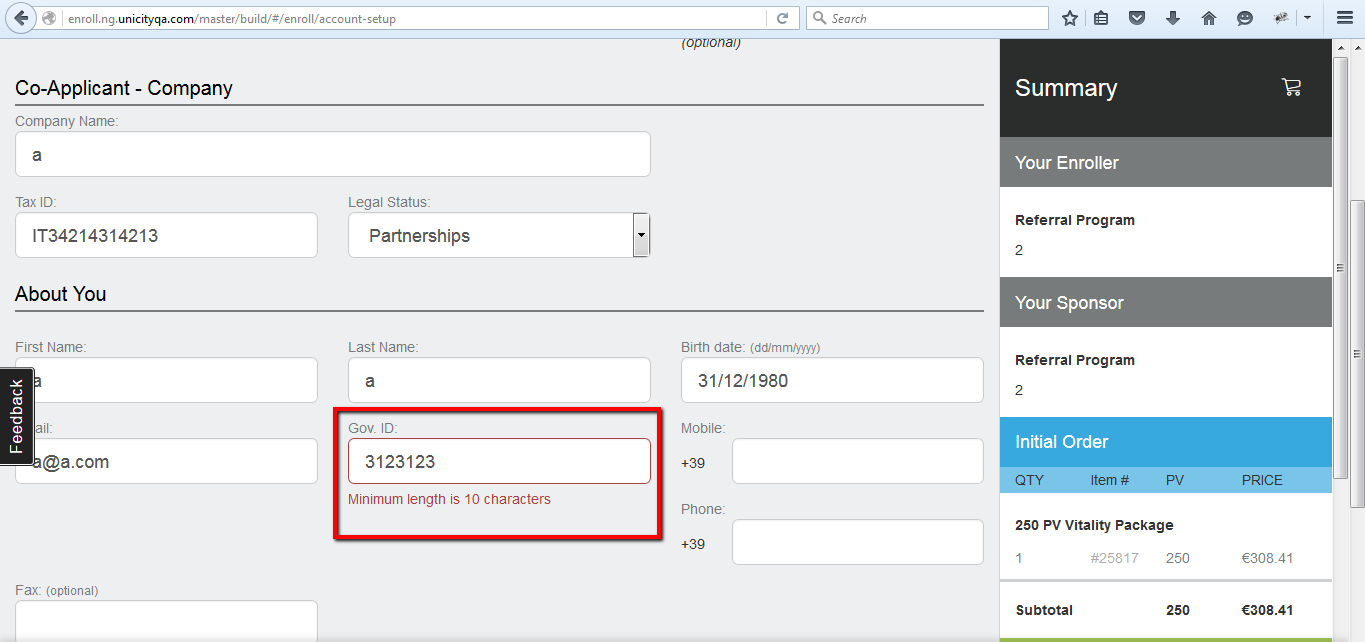 enroll.ng.unicityqa.com/master/build/#/enroll/account-setup
Search
(optional)
Co-Applicant - Company
Company Name:
a
Tax ID:
Legal Status:
IT34214314213
Partnerships
About You
First Name:
Last Name:
Birth date: (dd/mm/yyyy)
a
a
31/12/1980
ail:
Gov. ID:
Mobile:
a@a.com
3123123
+39
Minimum length is 10 characters
Phone:
+39
Fax: (optional)
Feedback
Summary
Your Enroller
Referral Program
2
Your Sponsor
Referral Program
2
Initial Order
QTY Item # PV PRICE
250 PV Vitality Package
1 #25817 250 €308.41
Subtotal 250 €308.41